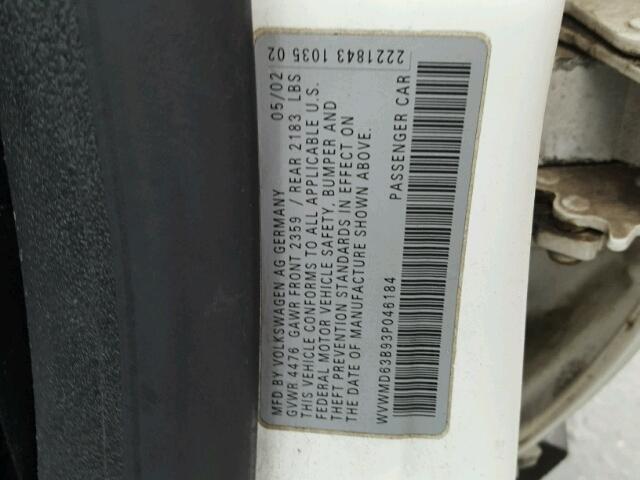 2221843 1035 02
MFD BY VOLKSWAGEN AG GERMANY 05/02
GVWR 4476 GAWR FRONT 2359 / REAR 2183 LBS
THIS VEHICLE CONFORMS TO ALL APPLICABLE U.S.
FEDERAL MOTOR VEHICLE SAFETY, BUMPER AND
THEFT PREVENTION STANDARDS IN EFFECT ON
THE DATE OF MANUFACTURE SHOWN ABOVE.
WVWMD63B93P046184 PASSENGER CAR